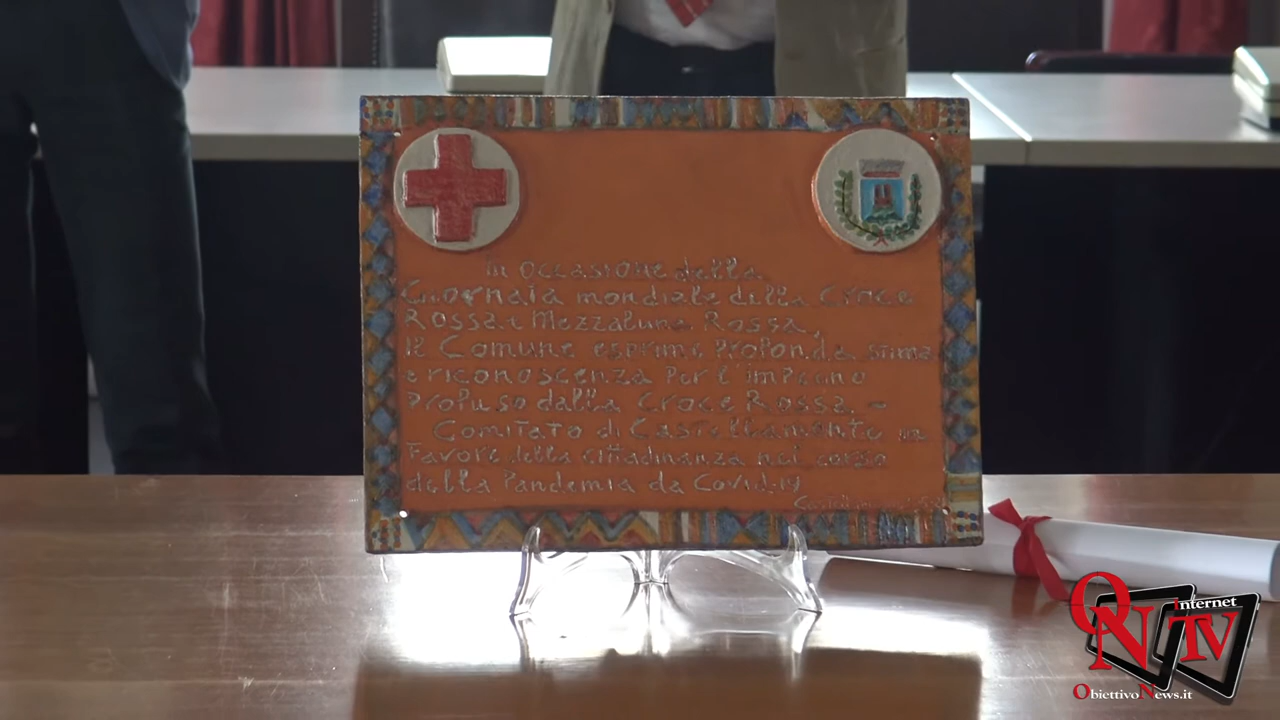 In occasione della
Giornata mondiale della Croce
Rossa e Mezzaluna Rossa,
Il Comune esprime profonda stima
e riconoscenza per l'impegno
profuso dalla Croce Rossa. -
Comitato di Castellamonte in
Favore della cittadinanza nel corso
della Pandemia da Covid-19
ON
Internet
TV
ObiettivoNews.it